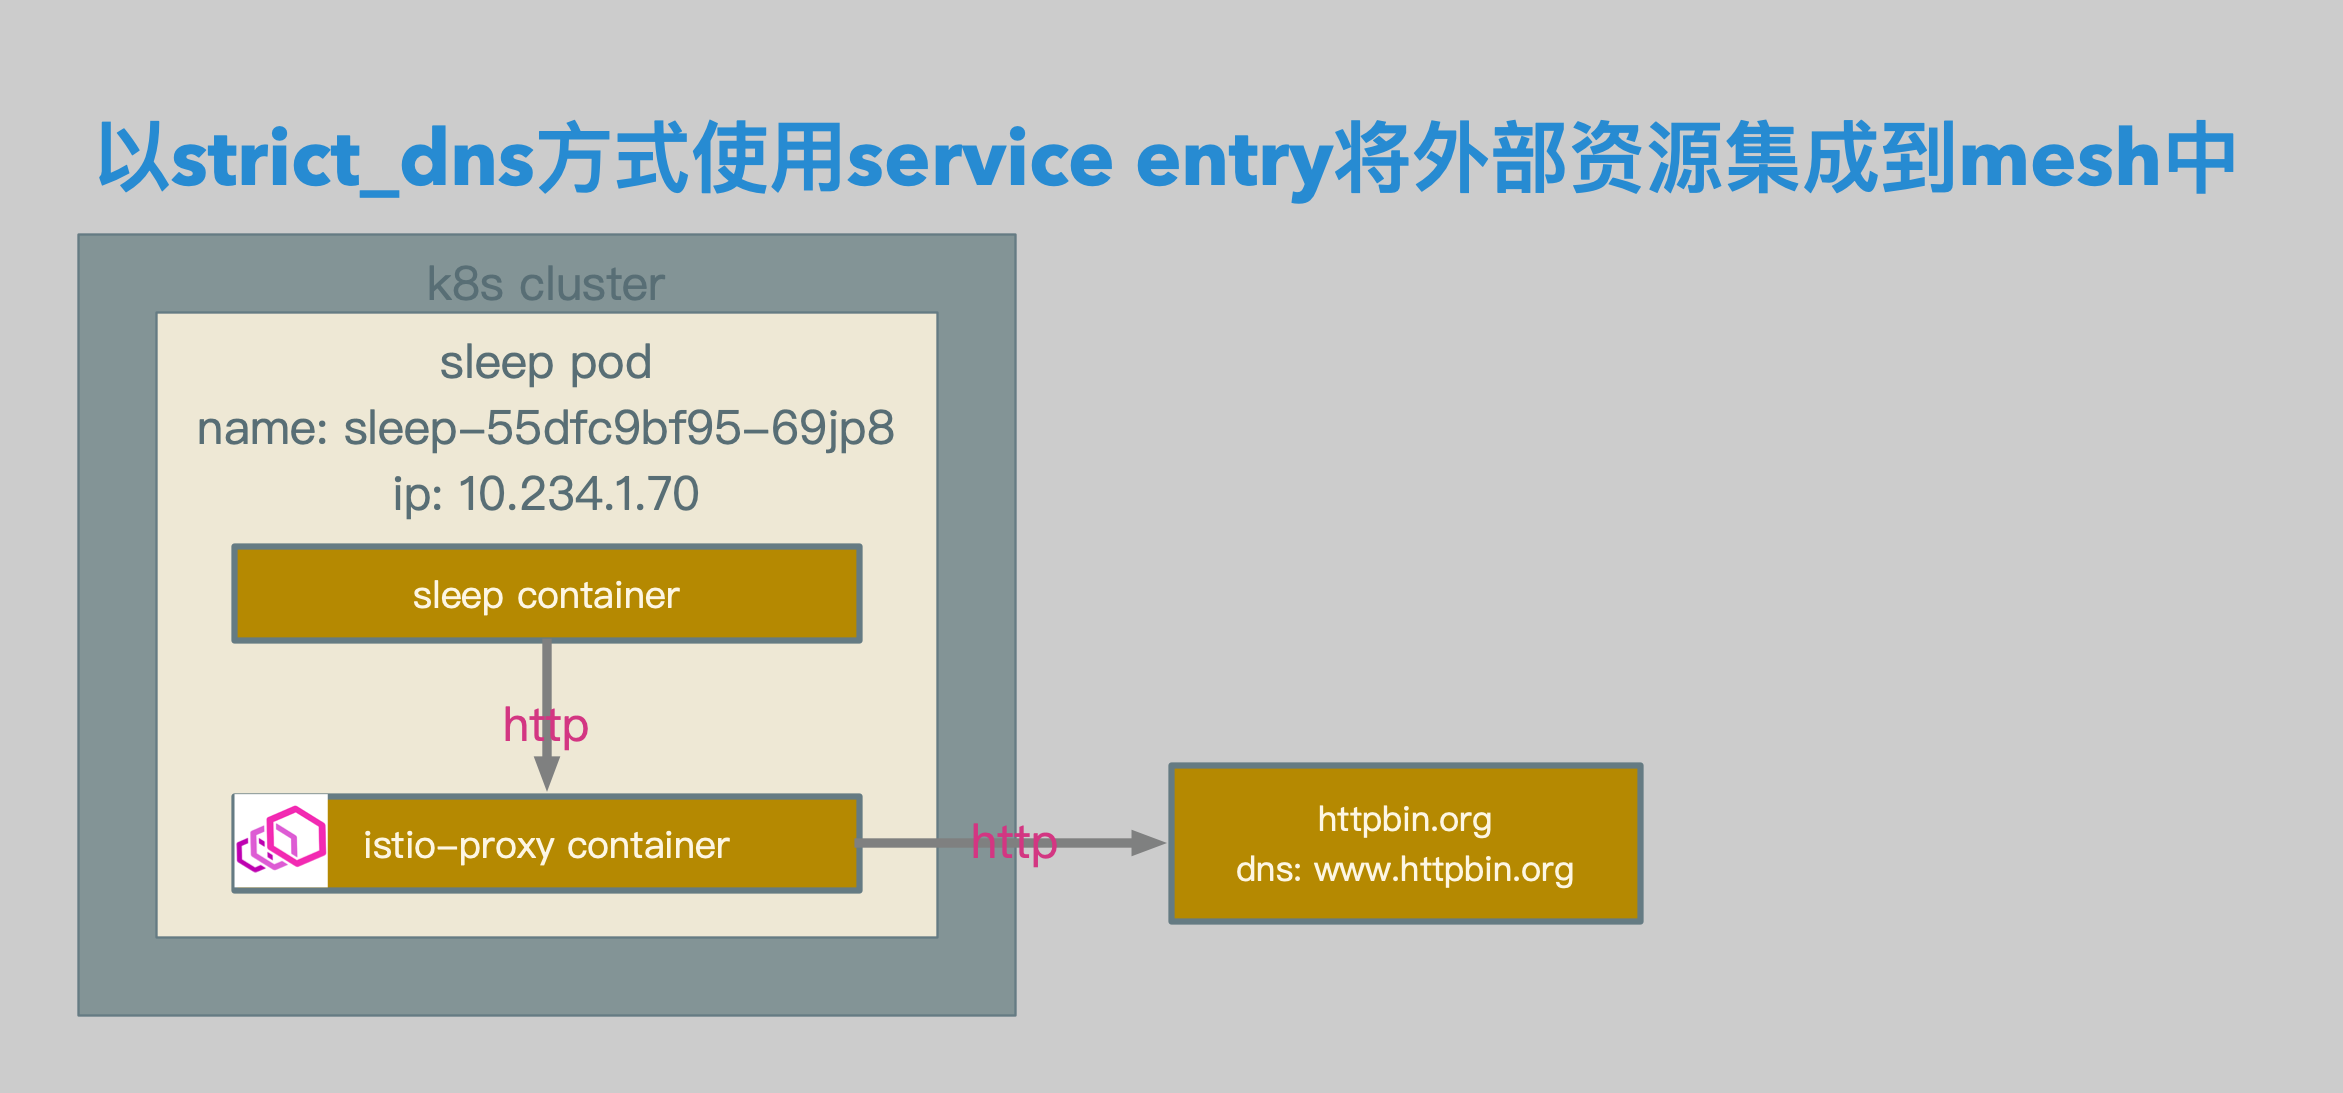 以strict_dns方式使用service entry将外部资源集成到mesh中
k8s cluster
sleep pod
name: sleep-55dfc9bf95-69jp8
ip: 10.234.1.70
sleep container
http
istio-proxy container
http
httpbin.org
dns: www.httpbin.org